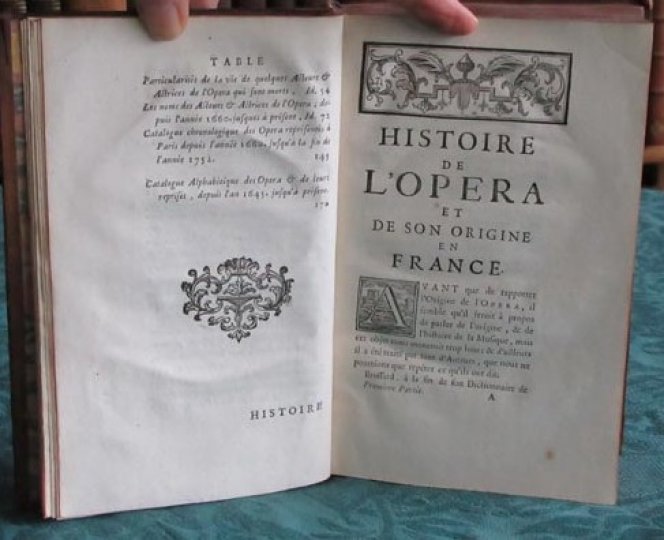 TABLE
Particularités de la vie de quelques Acteurs &
Actrices de l'Opera qui sont morts, Id. 54
Les noms des Acteurs & Actrices de l'Opera, de-
puis l'année 1660. jusques à présent, Id. 72
Catalogue chronologique des Opera représentés à
Paris depuis l'année 1660. jusqu'à la fin de
l'année 1752. 145
Catalogue Alphabétique des Opera & de leurs
reprises, depuis l'an 1645. jusqu'à présent.
HISTOIRE
HISTOIRE
DE
L'OPERA
ET
DE SON ORIGINE
EN
FRANCE.
AVANT que de rapporter
l'Origine de l'OPERA, il
semble qu'il seroit à propos
de parler de l'origine, & de
l'histoire de la Musique, mais
cet objet nous meneroit trop loin; & d'ailleurs
il a été traité par tant d'Auteurs, que nous ne
pourrions que repéter ce qu'ils ont dit.
Brossard, à la fin de son Dictionnaire de
Premiere Partie. A